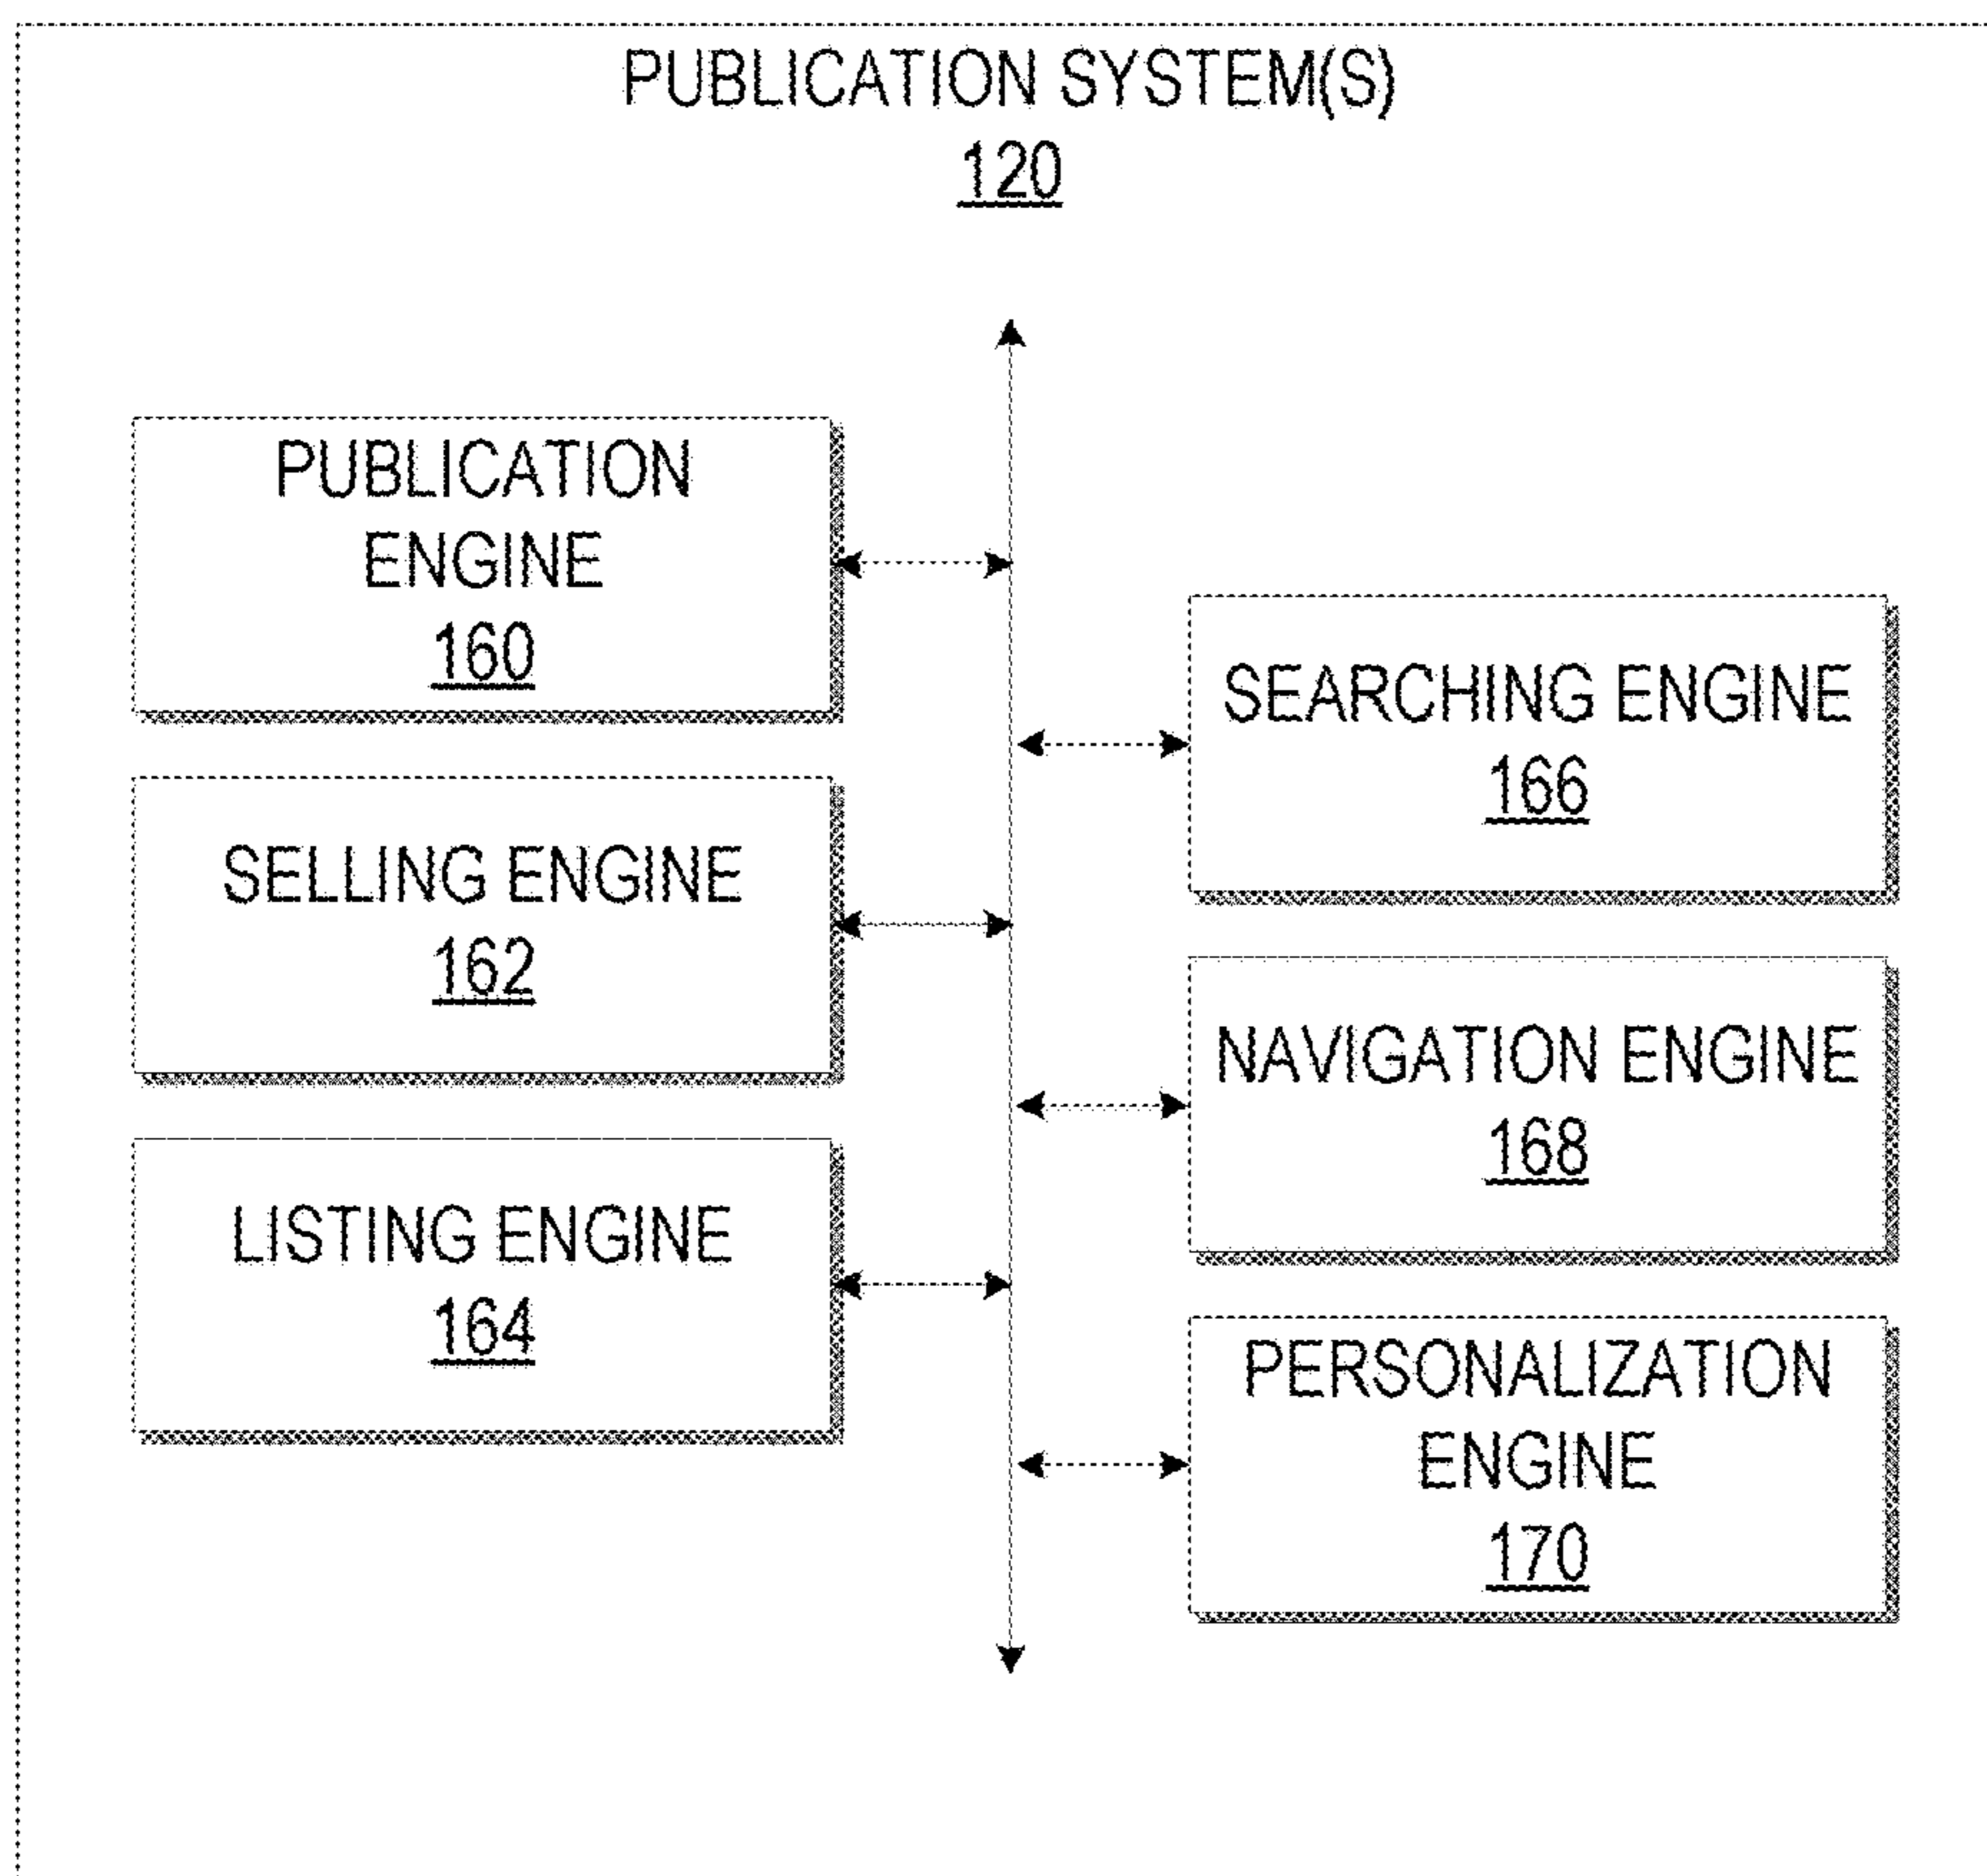 PUBLICATION SYSTEM(S)
120
PUBLICATION
ENGINE
160
SELLING ENGINE
162
LISTING ENGINE
164
SEARCHING ENGINE
166
NAVIGATION ENGINE
168
PERSONALIZATION
ENGINE
170